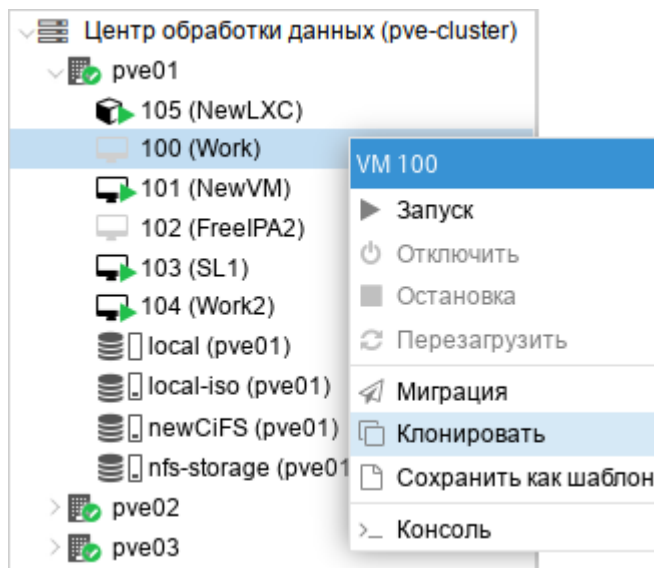 Центр обработки данных (pve-cluster)
pve01
105 (NewLXC)
100 (Work)
101 (NewVM)
102 (FreeIPA2)
103 (SL1)
104 (Work2)
local (pve01)
local-iso (pve01)
newCiFS (pve01)
nfs-storage (pve01
pve02
pve03
VM 100
Запуск
Отключить
Остановка
Перезагрузить
Миграция
Клонировать
Сохранить как шаблон
Консоль